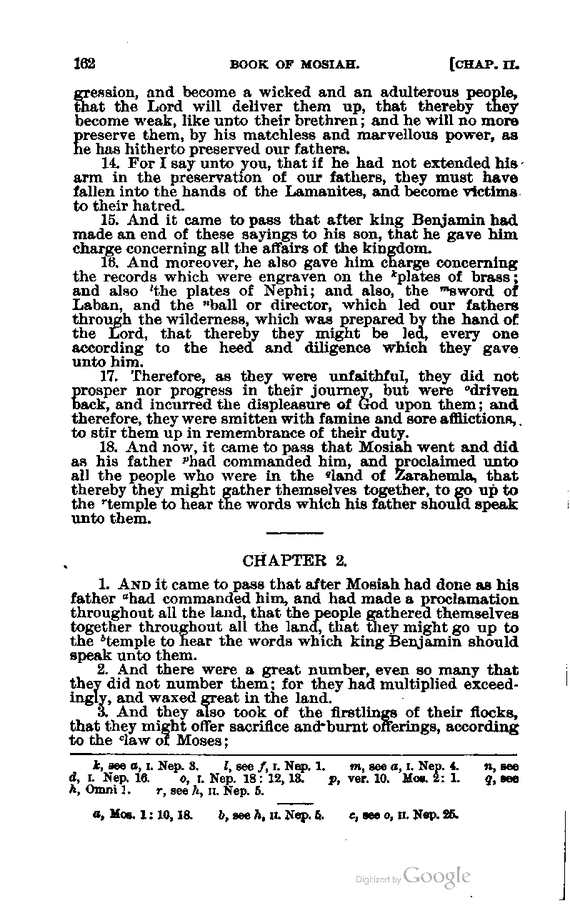 162 BOOK OF MOSIAH. [CHAP. II.
gression, and become a wicked and an adulterous people,
that the Lord will deliver them up, that thereby they
become weak, like unto their brethren; and he will no more
preserve them, by his matchless and marvellous power, as
he has hitherto preserved our fathers.
14. For I say unto you, that if he had not extended his
arm in the preservation of our fathers, they must have
fallen into the hands of the Lamanites, and become victims
to their hatred.
15. And it came to pass that after king Benjamin had
made an end of these sayings to his son, that he gave him
charge concerning all the affairs of the kingdom.
16. And moreover, he also gave him charge concerning
the records which were engraven on the ᵏplates of brass;
and also ˡthe plates of Nephi; and also, the ᵐsword of
Laban, and the ⁿball or director, which led our fathers
through the wilderness, which was prepared by the hand of
the Lord, that thereby they might be led, every one
according to the heed and diligence which they gave
unto him.
17. Therefore, as they were unfaithful, they did not
prosper nor progress in their journey, but were ᵒdriven
back, and incurred the displeasure of God upon them; and
therefore, they were smitten with famine and sore afflictions,
to stir them up in remembrance of their duty.
18. And now, it came to pass that Mosiah went and did
as his father ᵖhad commanded him, and proclaimed unto
all the people who were in the ᵠland of Zarahemla, that
thereby they might gather themselves together, to go up to
the ʳtemple to hear the words which his father should speak
unto them.
CHAPTER 2.
1. AND it came to pass that after Mosiah had done as his
father ᵃhad commanded him, and had made a proclamation
throughout all the land, that the people gathered themselves
together throughout all the land, that they might go up to
the ᵇtemple to hear the words which king Benjamin should
speak unto them.
2. And there were a great number, even so many that
they did not number them; for they had multiplied exceed-
ingly, and waxed great in the land.
3. And they also took of the firstlings of their flocks,
that they might offer sacrifice and burnt offerings, according
to the ᶜlaw of Moses;
k, see a, I. Nep. 3. l, see f, I. Nep. 1. m, see a, I. Nep. 4. n, see
d, I. Nep. 16. o, I. Nep. 18:12, 13. p, ver. 10. Mos. 2:1. q, see
h, Omni 1. r, see h, II. Nep. 5.
a, Mos. 1:10, 18. b, see h, II. Nep. 5. c, see o, II. Nep. 25.
Digitized by Google